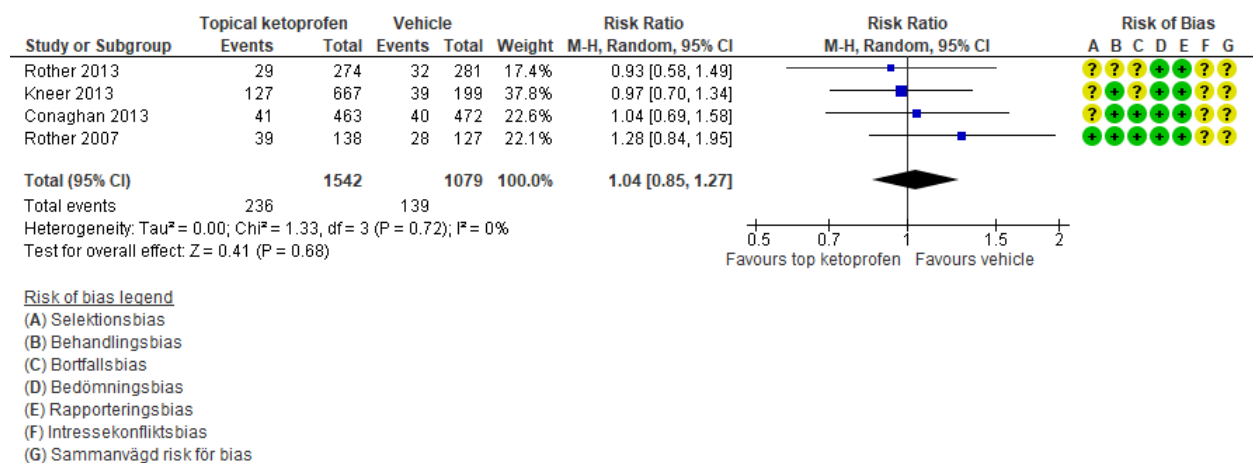 Topical ketoprofen Vehicle Risk Ratio Risk Ratio Risk of Bias
Study or Subgroup Events Total Events Total Weight M-H, Random, 95% CI M-H, Random, 95% CI A B C D E F G
Rother 2013 29 274 32 281 17.4% 0.93 [0.58, 1.49] ? ? ? + + ? ?
Kneer 2013 127 667 39 199 37.8% 0.97 [0.70, 1.34] ? + ? + + ? ?
Conaghan 2013 41 463 40 472 22.6% 1.04 [0.69, 1.58] ? + + + + ? ?
Rother 2007 39 138 28 127 22.1% 1.28 [0.84, 1.95] + + + + + ? ?
Total (95% CI) 1542 1079 100.0% 1.04 [0.85, 1.27]
Total events 236 139
Heterogeneity: Tau² = 0.00; Chi² = 1.33, df = 3 (P = 0.72); I² = 0%
Test for overall effect: Z = 0.41 (P = 0.68)
0.5 0.7 1 1.5 2
Favours top ketoprofen Favours vehicle
Risk of bias legend
(A) Selektionsbias
(B) Behandlingsbias
(C) Bortfallsbias
(D) Bedömningsbias
(E) Rapporteringsbias
(F) Intressekonfliktsbias
(G) Sammanvägd risk för bias